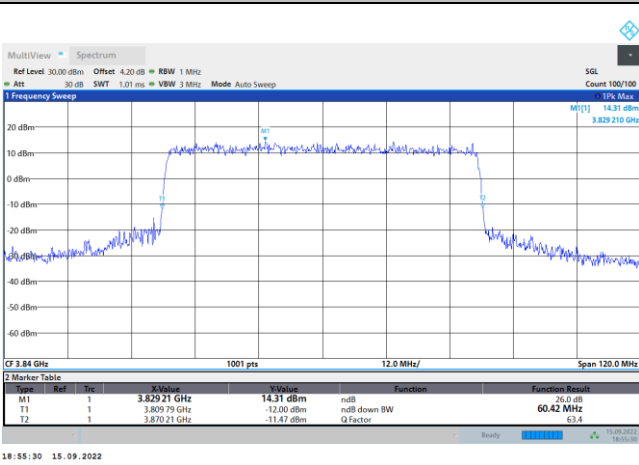 MultiView Spectrum
Ref Level 30.00 dBm Offset 4.20 dB RBW 1 MHz SGL
Att 30 dB SWT 1.01 ms VBW 3 MHz Mode Auto Sweep Count 100/100
1 Frequency Sweep 1Pk Max
M1[1] 14.31 dBm
3.829 210 GHz
20 dBm
M1
10 dBm
0 dBm
-10 dBm
T1 T2
-20 dBm
-30 dBm
-40 dBm
-50 dBm
-60 dBm
CF 3.84 GHz 1001 pts 12.0 MHz/ Span 120.0 MHz
2 Marker Table
Type Ref Trc X-Value Y-Value Function Function Result
M1 1 3.829 21 GHz 14.31 dBm ndB 26.0 dB
T1 1 3.809 79 GHz -12.00 dBm ndB down BW 60.42 MHz
T2 1 3.870 21 GHz -11.47 dBm Q Factor 63.4
Ready 15.09.2022
18:55:30
18:55:30 15.09.2022